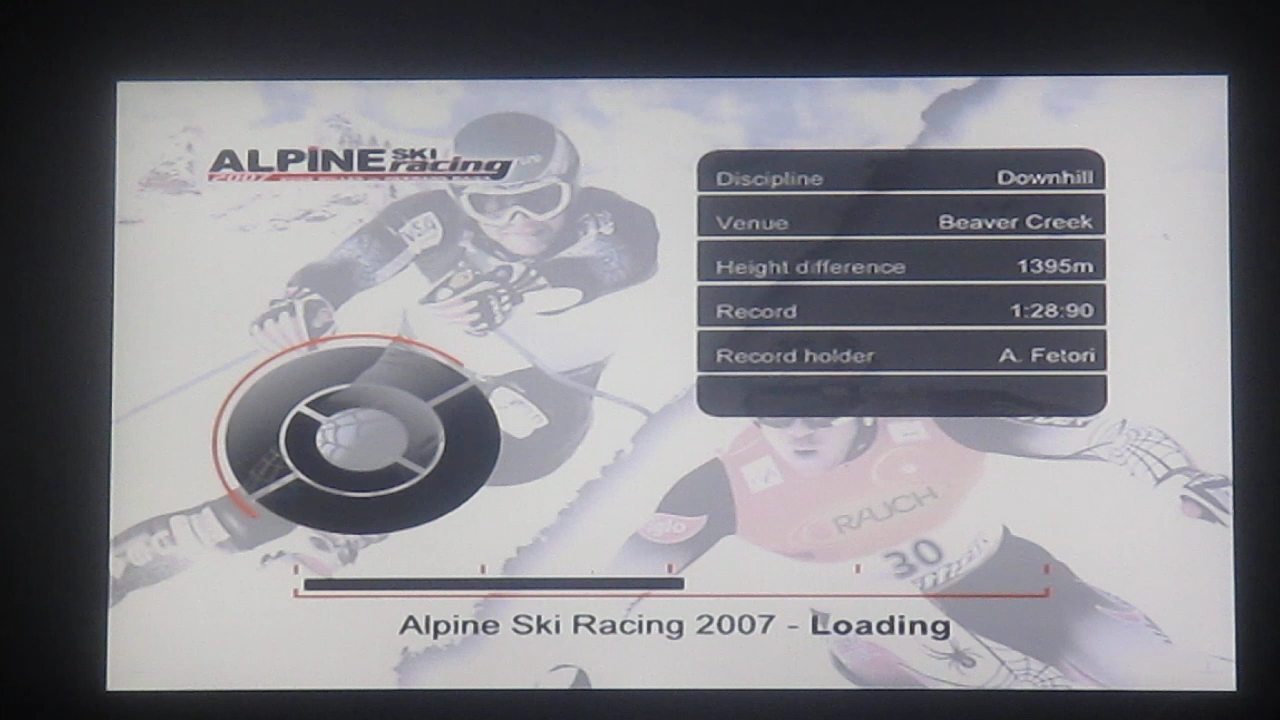 ALPINE SKI racing
2007
Discipline Downhill
Venue Beaver Creek
Height difference 1395m
Record 1:28:90
Record holder A. Fetori
RAUCH
30
Alpine Ski Racing 2007 - Loading